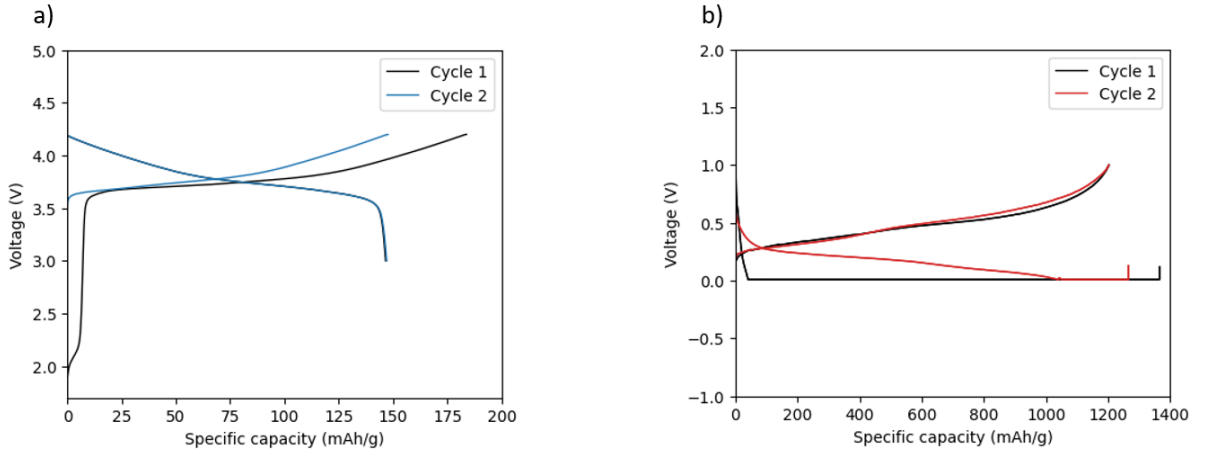 a)
5.0
4.5
4.0
3.5
3.0
2.5
2.0
Voltage (V)
Cycle 1
Cycle 2
0 25 50 75 100 125 150 175 200
Specific capacity (mAh/g)
b)
2.0
1.5
1.0
0.5
0.0
−0.5
−1.0
Voltage (V)
Cycle 1
Cycle 2
0 200 400 600 800 1000 1200 1400
Specific capacity (mAh/g)